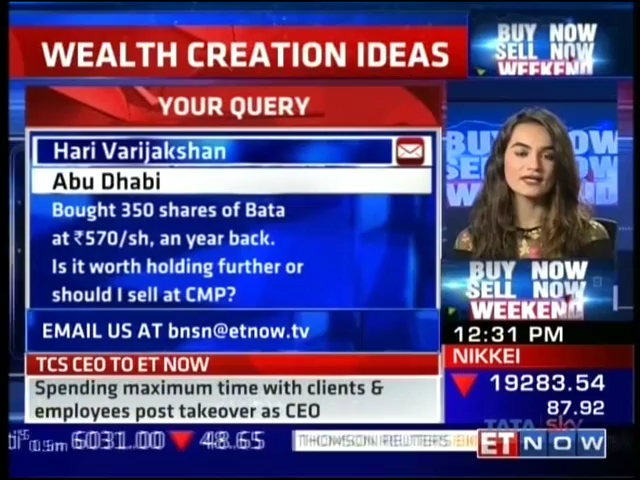 WEALTH CREATION IDEAS
BUY NOW
SELL NOW
WEEKEND
YOUR QUERY
Hari Varijakshan
Abu Dhabi
Bought 350 shares of Bata
at ₹570/sh, an year back.
Is it worth holding further or
should I sell at CMP?
EMAIL US AT bnsn@etnow.tv
BUY NOW
SELL NOW
WEEKEND
12:31 PM
NIKKEI
19283.54
87.92
TCS CEO TO ET NOW
Spending maximum time with clients &
employees post takeover as CEO
6031.00 48.65
TATA SKY
ET NOW